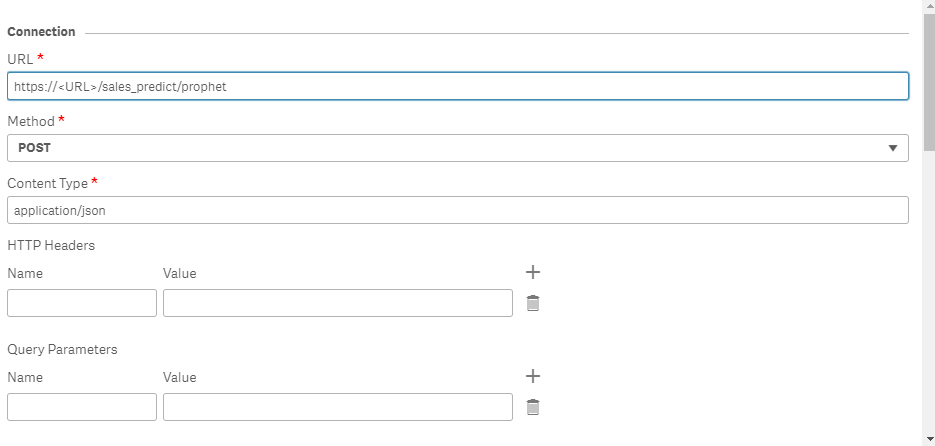 Connection
URL *
https://<URL>/sales_predict/prophet
Method *
POST
Content Type *
application/json
HTTP Headers
Name Value
Query Parameters
Name Value